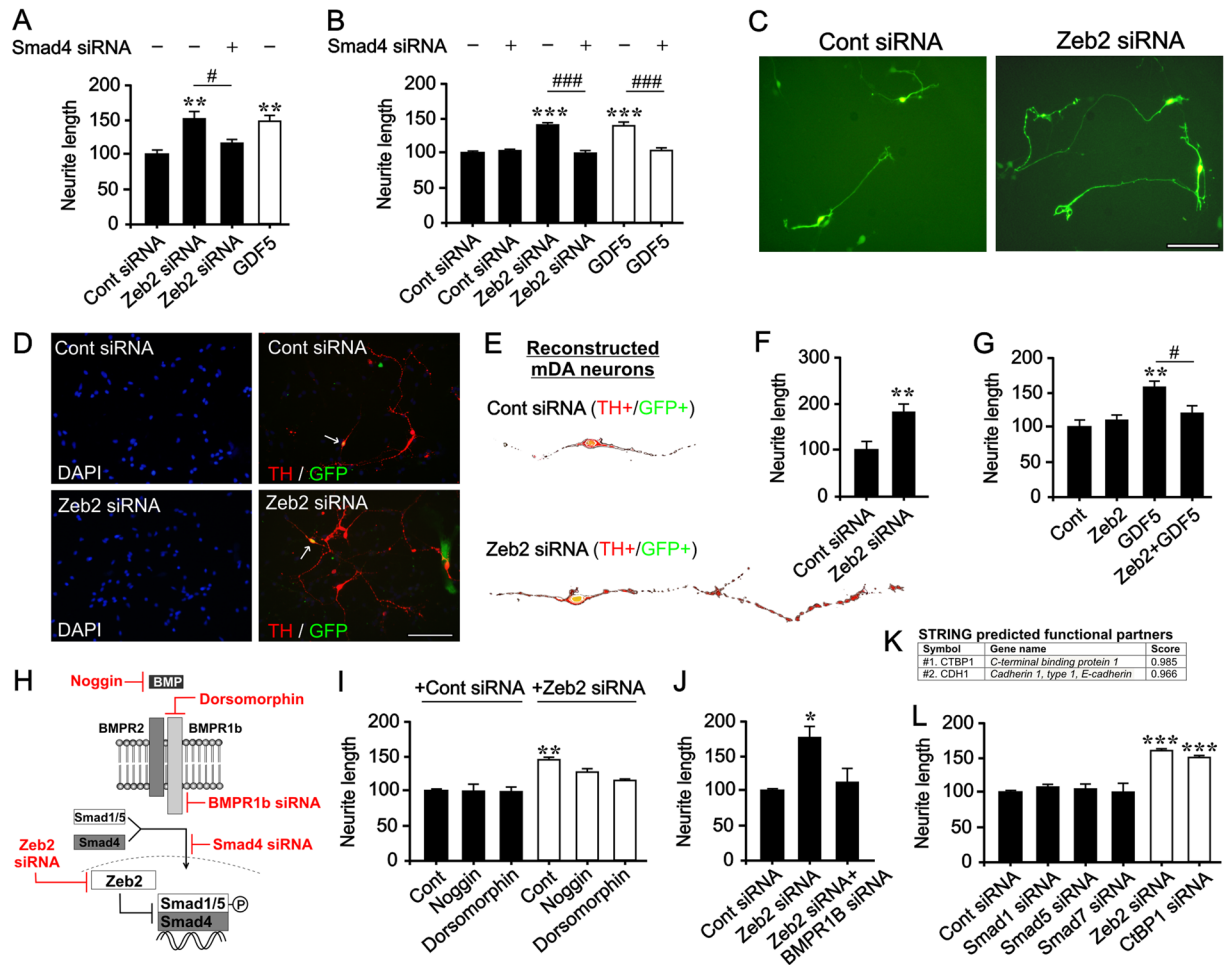 A
Smad4 siRNA – – + –
Neurite length
200
150
100
50
0
**
#
**
Cont siRNA
Zeb2 siRNA
Zeb2 siRNA
GDF5
B
Smad4 siRNA – + – + – +
Neurite length
200
150
100
50
0
***
###
***
###
Cont siRNA
Cont siRNA
Zeb2 siRNA
Zeb2 siRNA
GDF5
GDF5
C
Cont siRNA
Zeb2 siRNA
D
Cont siRNA
DAPI
Cont siRNA
TH / GFP
Zeb2 siRNA
DAPI
Zeb2 siRNA
TH / GFP
E
Reconstructed
mDA neurons
Cont siRNA (TH+/GFP+)
Zeb2 siRNA (TH+/GFP+)
F
Neurite length
300
200
100
0
**
Cont siRNA
Zeb2 siRNA
G
Neurite length
200
150
100
50
0
**
#
Cont
Zeb2
GDF5
Zeb2+GDF5
H
Noggin
BMP
Dorsomorphin
BMPR2
BMPR1b
BMPR1b siRNA
Smad1/5
Smad4
Smad4 siRNA
Zeb2
siRNA
Zeb2
Smad1/5
P
Smad4
I
+Cont siRNA
+Zeb2 siRNA
Neurite length
200
150
100
50
0
**
Cont
Noggin
Dorsomorphin
Cont
Noggin
Dorsomorphin
J
Neurite length
200
150
100
50
0
*
Cont siRNA
Zeb2 siRNA
Zeb2 siRNA+
BMPR1B siRNA
K
STRING predicted functional partners
Symbol Gene name Score
#1. CTBP1 C-terminal binding protein 1 0.985
#2. CDH1 Cadherin 1, type 1, E-cadherin 0.966
L
Neurite length
200
150
100
50
0
***
***
Cont siRNA
Smad1 siRNA
Smad5 siRNA
Smad7 siRNA
Zeb2 siRNA
CtBP1 siRNA